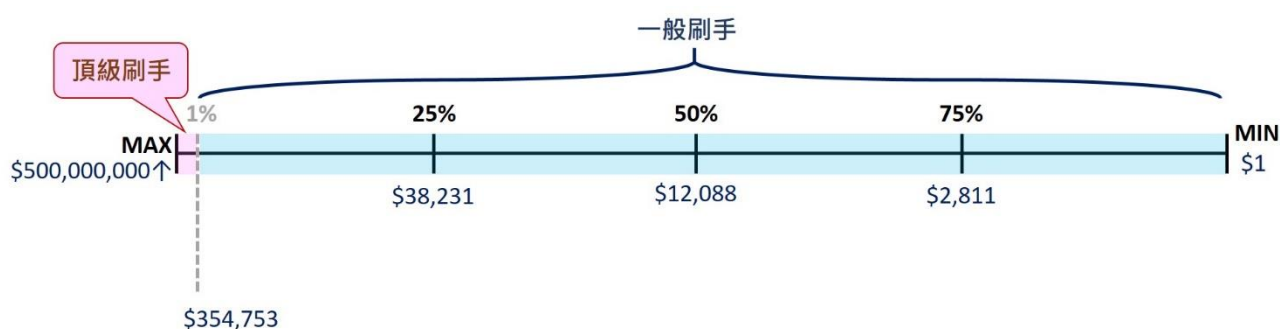 一般刷手
頂級刷手
1%
25%
50%
75%
MAX
MIN
$500,000,000↑
$1
$38,231
$12,088
$2,811
$354,753